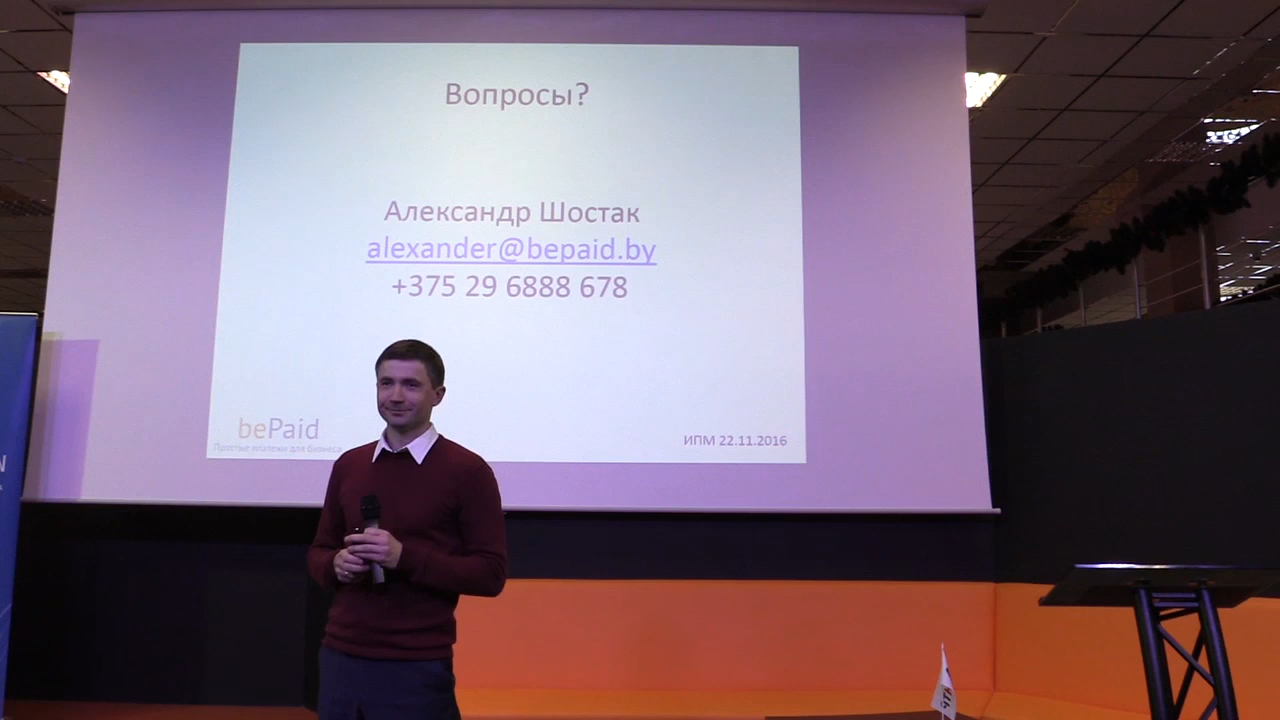 Вопросы?
Александр Шостак
alexander@bepaid.by
+375 29 6888 678
bePaid
Простые платежи для бизнеса
ИПМ 22.11.2016
N